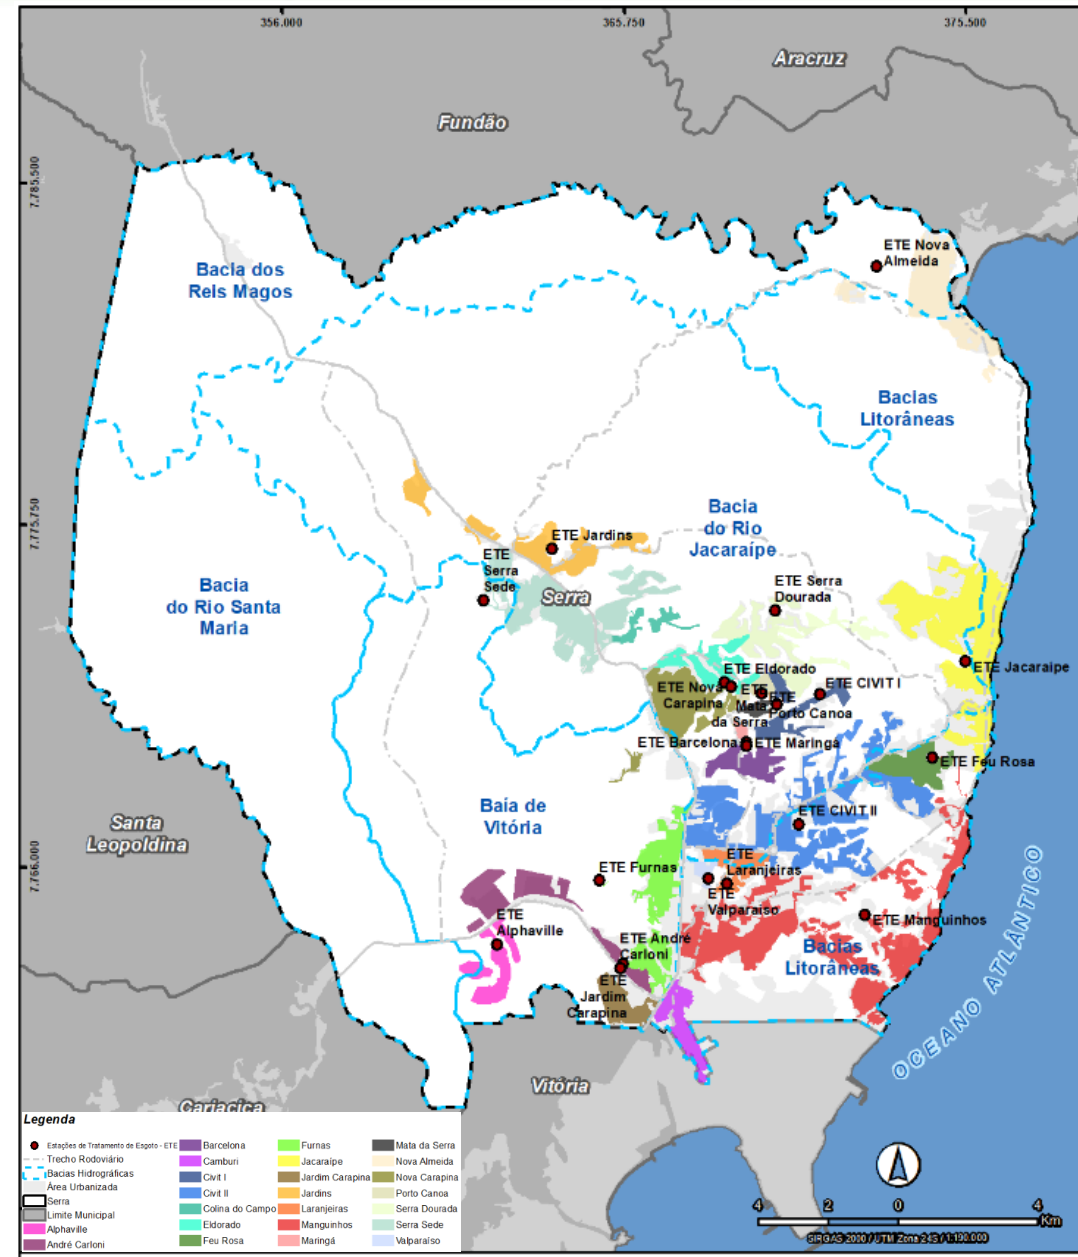 356.000
365.750
375.500
Aracruz
Fundão
7.785.500
ETE Nova
Almeida
Bacia dos
Reis Magos
Bacias
Litorâneas
7.775.750
Bacia
do Rio
Jacaraípe
ETE Jardins
ETE
Serra
Sede
Bacia
do Rio Santa
Maria
Serra
ETE Serra
Dourada
ETE Jacaraipe
ETE Eldorado
ETE Nova
Carapina
ETE
Mata
da Serra
ETE
Porto Canoa
ETE CIVIT I
ETE Barcelona
ETE Maringá
ETE Feu Rosa
Baía de
Vitória
ETE CIVIT II
Santa
Leopoldina
7.766.000
ETE Furnas
ETE
Laranjeiras
ETE
Valparaíso
ETE
Alphaville
ETE Manguinhos
ETE André
Carloni
Bacias
Litorâneas
ETE
Jardim
Carapina
OCEANO ATLÂNTICO
Vitória
Cariacica
Legenda
Estações de Tratamento de Esgoto - ETE
Trecho Rodoviário
Bacias Hidrográficas
Área Urbanizada
Serra
Limite Municipal
Alphaville
André Carloni
Barcelona
Camburi
Civit I
Civit II
Colina do Campo
Eldorado
Feu Rosa
Furnas
Jacaraípe
Jardim Carapina
Jardins
Laranjeiras
Manguinhos
Maringá
Mata da Serra
Nova Almeida
Nova Carapina
Porto Canoa
Serra Dourada
Serra Sede
Valparaíso
4 2 0 4
Km
SIRGAS 2000 / UTM Zona 24S / 1:190.000